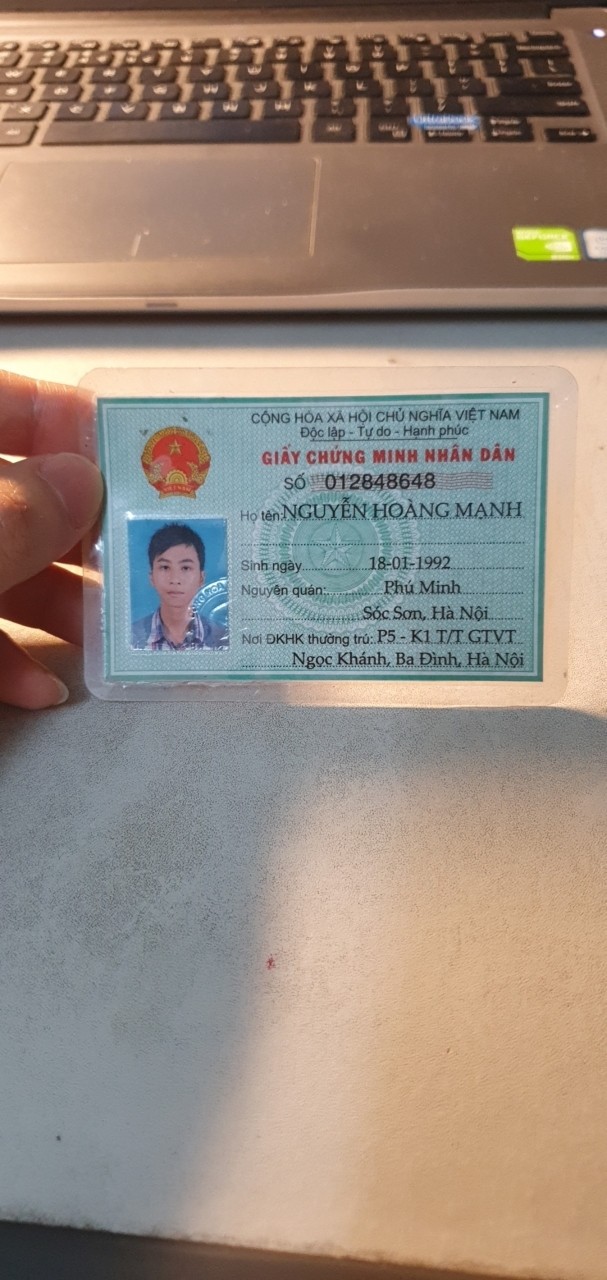 CỘNG HÒA XÃ HỘI CHỦ NGHĨA VIỆT NAM
Độc lập - Tự do - Hạnh phúc
GIẤY CHỨNG MINH NHÂN DÂN
SỐ 012848648
Họ tên: NGUYỄN HOÀNG MẠNH
Sinh ngày 18-01-1992
Nguyên quán: Phú Minh
Sóc Sơn, Hà Nội
Nơi ĐKHK thường trú: P5 - K1 T/T GTVT
Ngọc Khánh, Ba Đình, Hà Nội